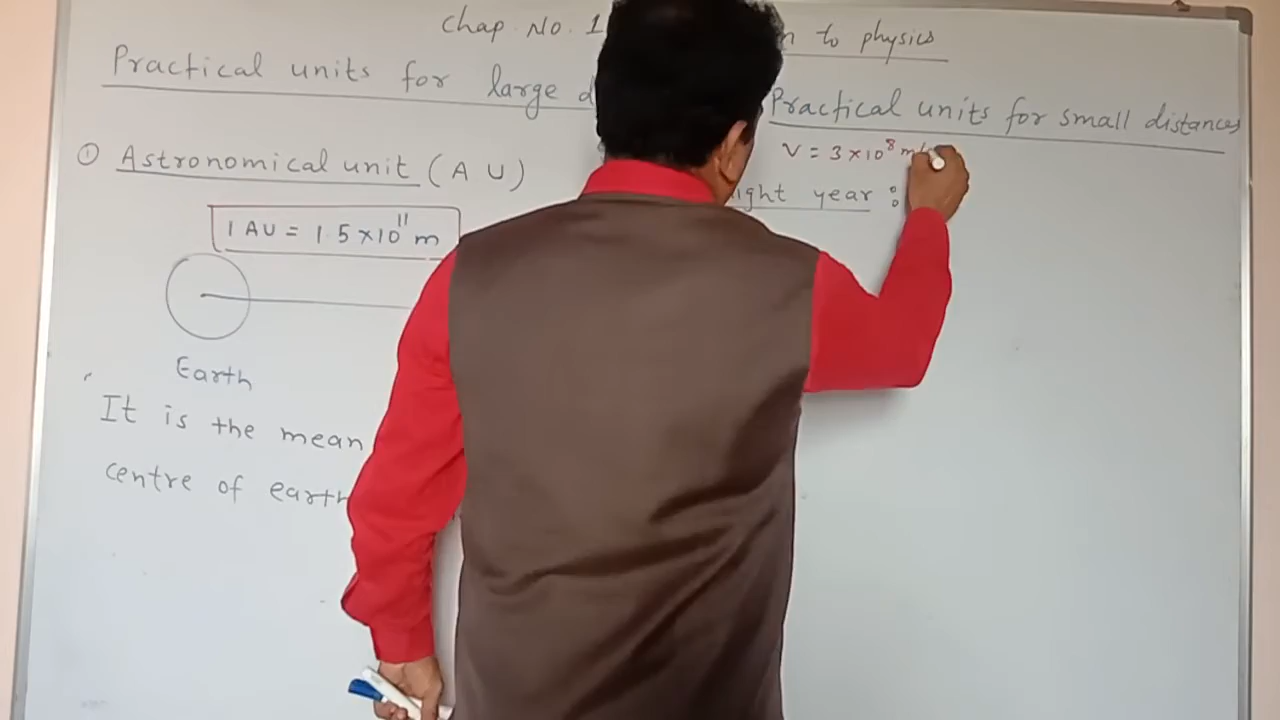 Chap. No. 1 to physics
Practical units for large
Practical units for small distances
① Astronomical unit (AU)
1 AU = 1.5 × 10¹¹ m
Earth
It is the mean
centre of earth
V = 3 × 10⁸ m/
year :